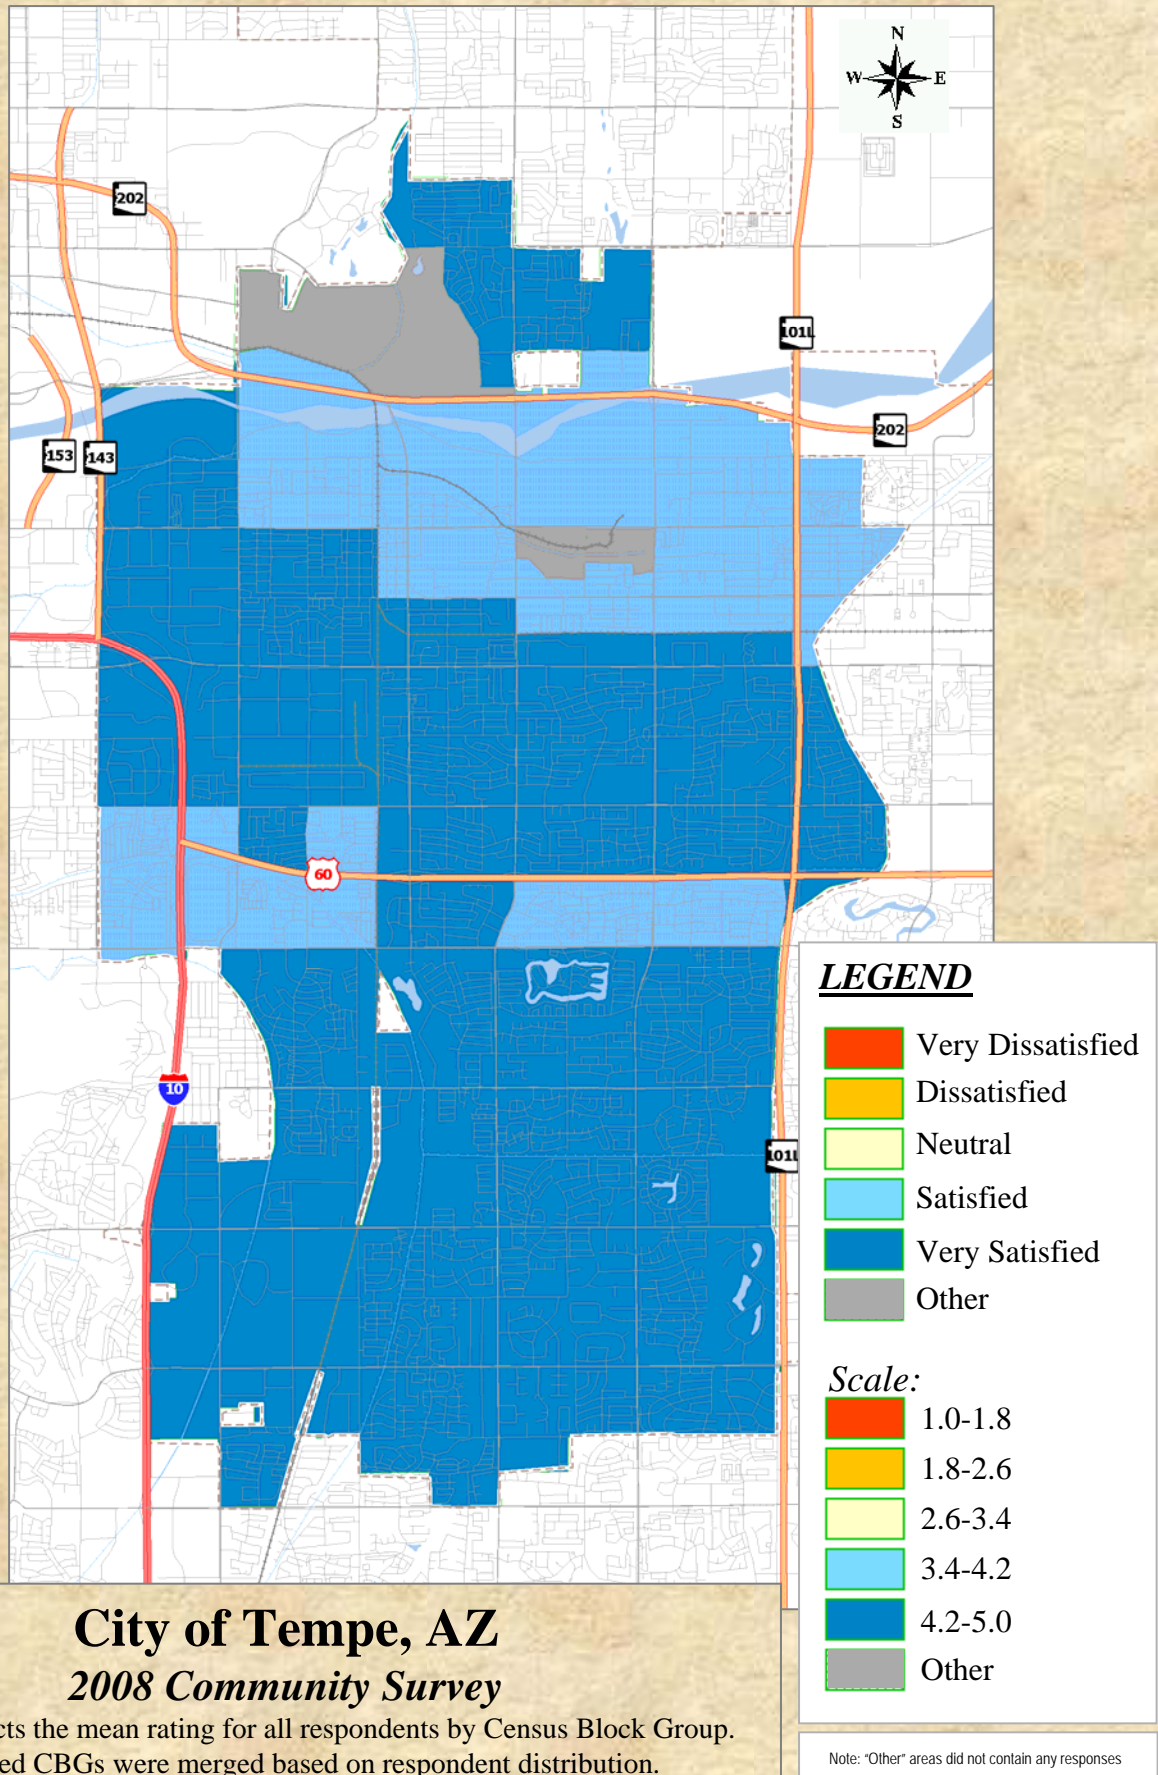 N
W E
S
202
101L
202
153 143
60
10
101L
LEGEND
Very Dissatisfied
Dissatisfied
Neutral
Satisfied
Very Satisfied
Other
Scale:
1.0-1.8
1.8-2.6
2.6-3.4
3.4-4.2
4.2-5.0
Other
City of Tempe, AZ
2008 Community Survey
the mean rating for all respondents by Census Block Group.
CBGs were merged based on respondent distribution.
Note: "Other" areas did not contain any responses